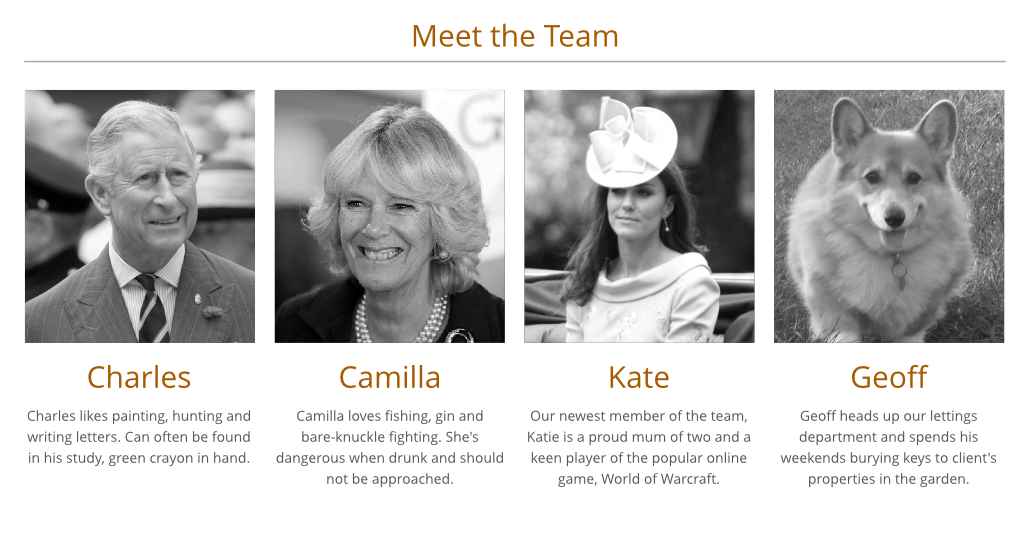 Meet the Team
Charles
Charles likes painting, hunting and
writing letters. Can often be found
in his study, green crayon in hand.
Camilla
Camilla loves fishing, gin and
bare-knuckle fighting. She's
dangerous when drunk and should
not be approached.
Kate
Our newest member of the team,
Katie is a proud mum of two and a
keen player of the popular online
game, World of Warcraft.
Geoff
Geoff heads up our lettings
department and spends his
weekends burying keys to client's
properties in the garden.